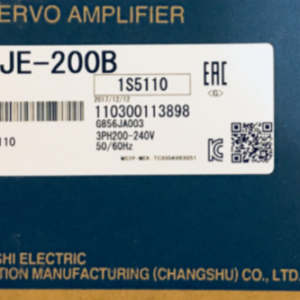 ERVO AMPLIFIER
JE-200B
1S5110
2017/12/12
110300113898
G856JA003
3PH200-240V
50/60Hz
110
EAC
HI ELECTRIC
TION MANUFACTURING (CHANGSHU) CO., LTD.